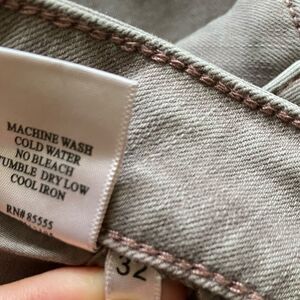 MACHINE WASH
COLD WATER
NO BLEACH
TUMBLE DRY LOW
COOL IRON
RN# 85555
32